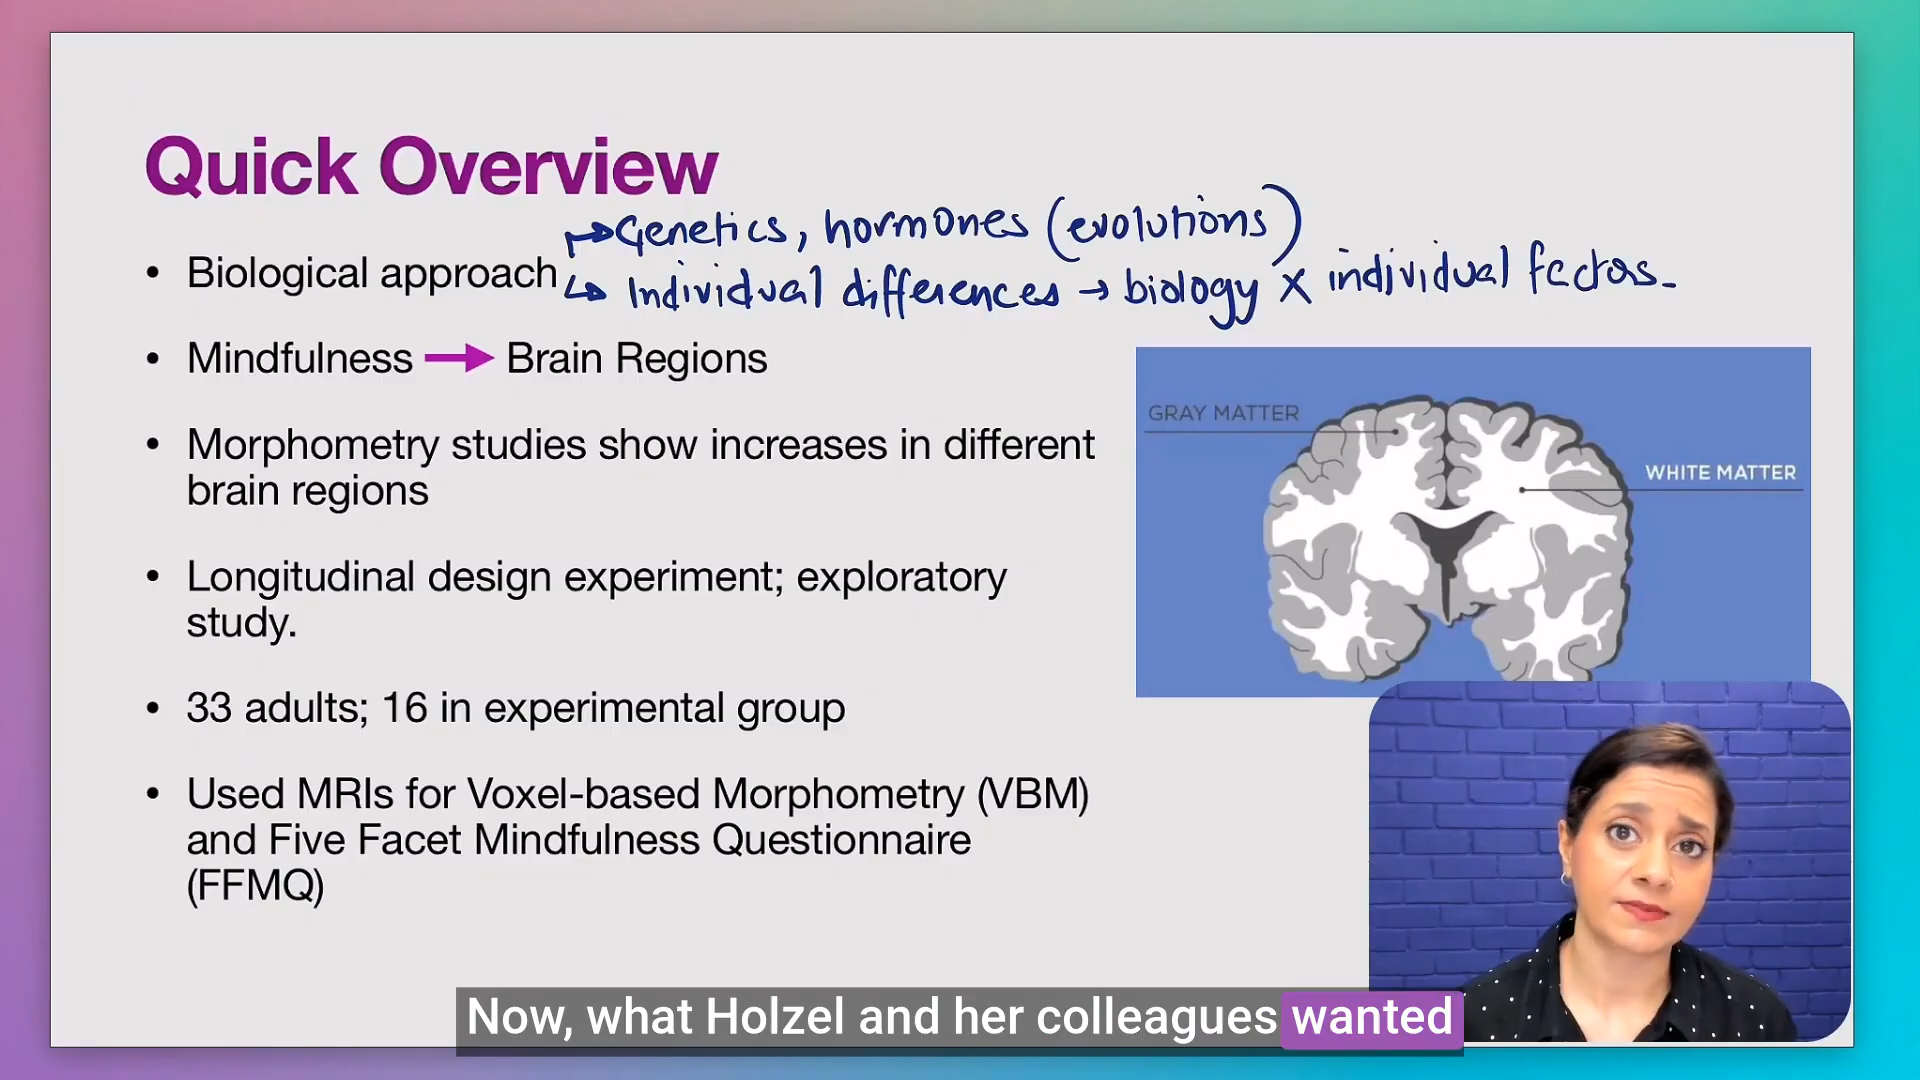 Quick Overview
→Genetics, hormones (evolutions)
• Biological approach
↳ Individual differences → biology X individual factors.
• Mindfulness → Brain Regions
• Morphometry studies show increases in different
brain regions
GRAY MATTER
WHITE MATTER
• Longitudinal design experiment; exploratory
study.
• 33 adults; 16 in experimental group
• Used MRIs for Voxel-based Morphometry (VBM)
and Five Facet Mindfulness Questionnaire
(FFMQ)
Now, what Holzel and her colleagues wanted